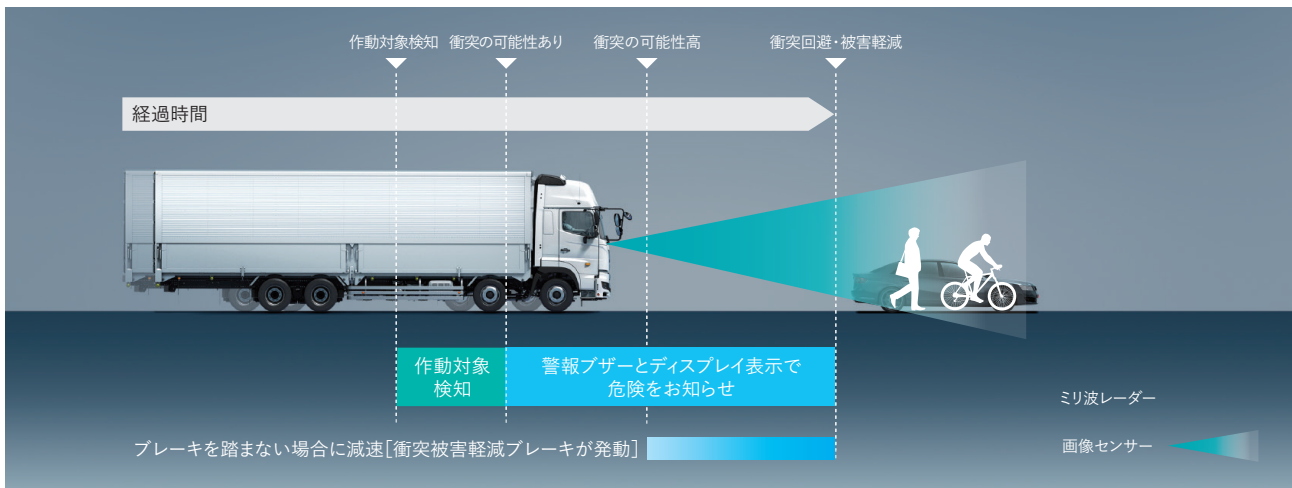 作動対象検知
衝突の可能性あり
衝突の可能性高
衝突回避・被害軽減
経過時間
作動対象
検知
警報ブザーとディスプレイ表示で
危険をお知らせ
ミリ波レーダー
ブレーキを踏まない場合に減速[衝突被害軽減ブレーキが発動]
画像センサー